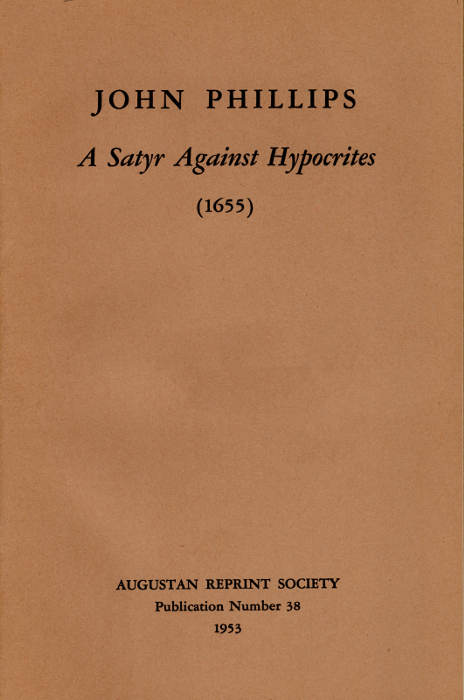 JOHN PHILLIPS
A Satyr Against Hypocrites
(1655)
AUGUSTAN REPRINT SOCIETY
Publication Number 38
1953